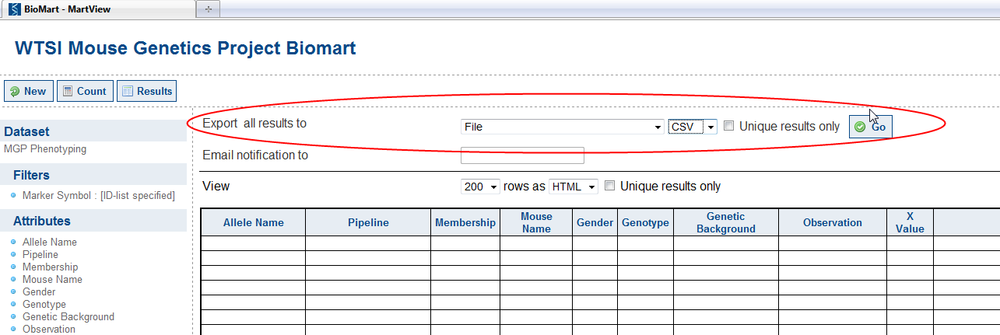 BioMart - MartView
WTSI Mouse Genetics Project Biomart
New Count Results
Dataset
MGP Phenotyping
Filters
Marker Symbol : [ID-list specified]
Attributes
Allele Name
Pipeline
Membership
Mouse Name
Gender
Genotype
Genetic Background
Observation
Export all results to File CSV Unique results only Go
Email notification to
View 200 rows as HTML Unique results only
Allele Name Pipeline Membership Mouse Name Gender Genotype Genetic Background Observation X Value